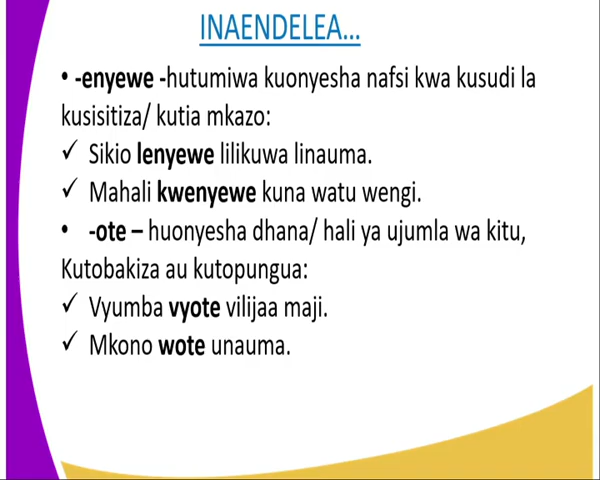 INAENDELEA...
• -enyewe -hutumiwa kuonyesha nafsi kwa kusudi la
kusisitiza/ kutia mkazo:
✓ Sikio lenyewe lilikuwa linauma.
✓ Mahali kwenyewe kuna watu wengi.
• -ote – huonyesha dhana/ hali ya ujumla wa kitu,
Kutobakiza au kutopungua:
✓ Vyumba vyote vilijaa maji.
✓ Mkono wote unauma.